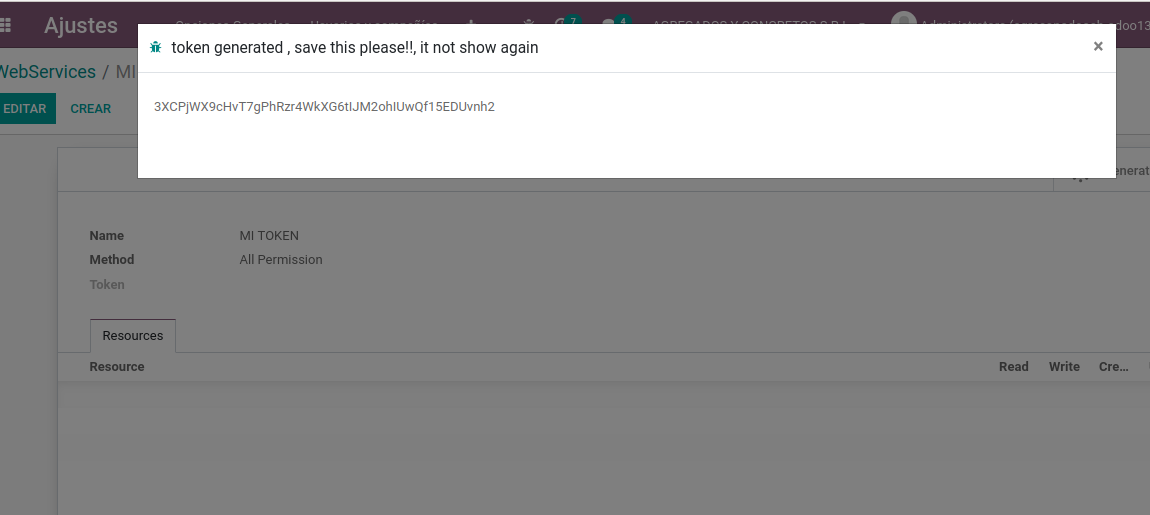 Ajustes
7
4
token generated , save this please!!, it not show again
×
WebServices / MI
EDITAR CREAR
3XCPjWX9cHvT7gPhRzr4WkXG6tIJM2ohIUwQf15EDUvnh2
Name MI TOKEN
Method All Permission
Token
Resources
Resource Read Write Cre...